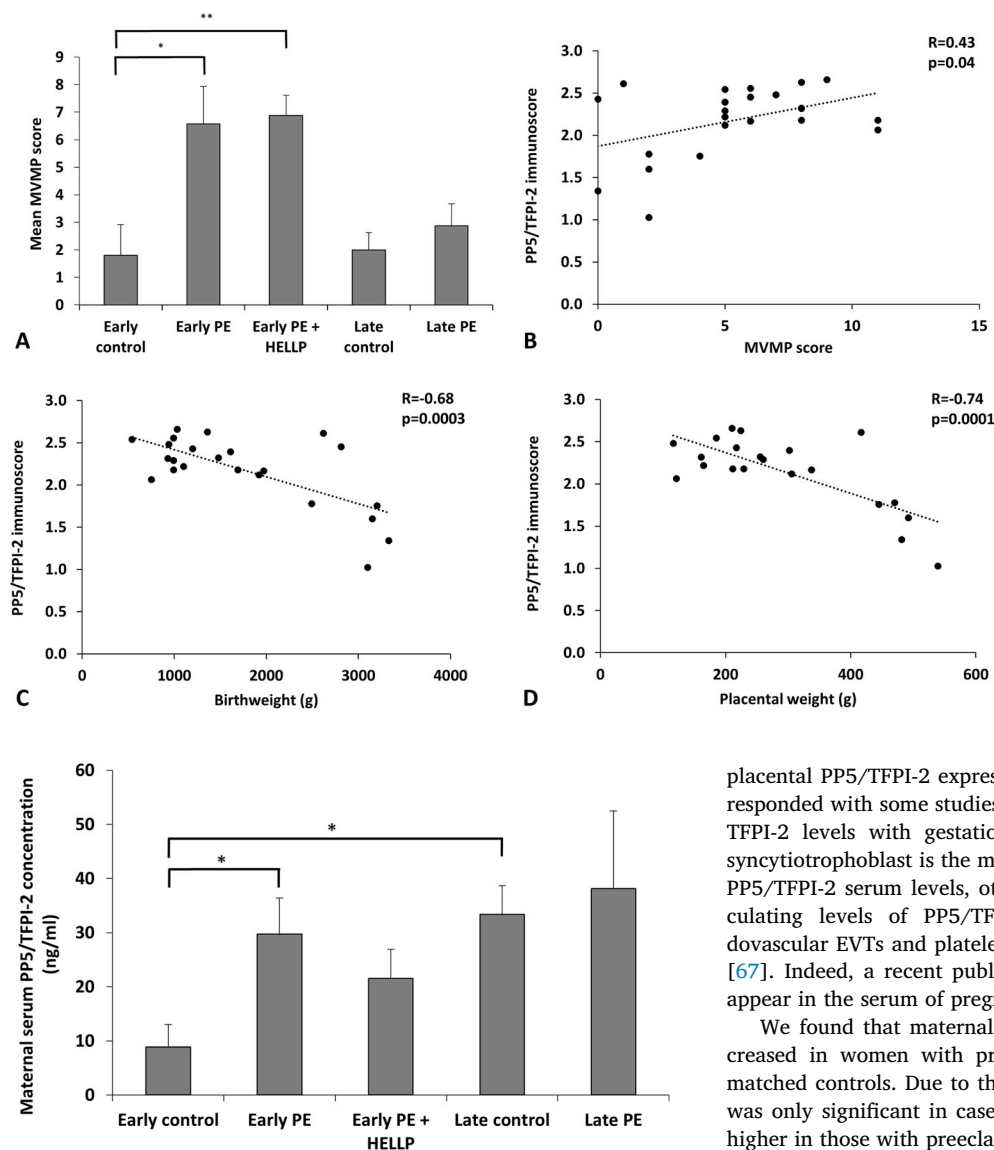 **
*
Mean MVMP score
9
8
7
6
5
4
3
2
1
0
Early control
Early PE
Early PE + HELLP
Late control
Late PE
A
R=0.43
p=0.04
PP5/TFPI-2 immunoscore
3.0
2.5
2.0
1.5
1.0
0.5
0.0
0
5
10
15
MVMP score
B
R=-0.68
p=0.0003
PP5/TFPI-2 immunoscore
3.0
2.5
2.0
1.5
1.0
0.5
0.0
0
1000
2000
3000
4000
Birthweight (g)
C
R=-0.74
p=0.0001
PP5/TFPI-2 immunoscore
3.0
2.5
2.0
1.5
1.0
0.5
0.0
0
200
400
600
Placental weight (g)
D
Maternal serum PP5/TFPI-2 concentration
(ng/ml)
60
50
40
30
20
10
0
*
*
Early control
Early PE
Early PE +
HELLP
Late control
Late PE
placental PP5/TFPI-2 expres
responded with some studies
TFPI-2 levels with gestatio
syncytiotrophoblast is the m
PP5/TFPI-2 serum levels, ot
culating levels of PP5/TF
dovascular EVTs and platele
[67]. Indeed, a recent publ
appear in the serum of preg
We found that maternal
creased in women with pr
matched controls. Due to th
was only significant in case
higher in those with preecla